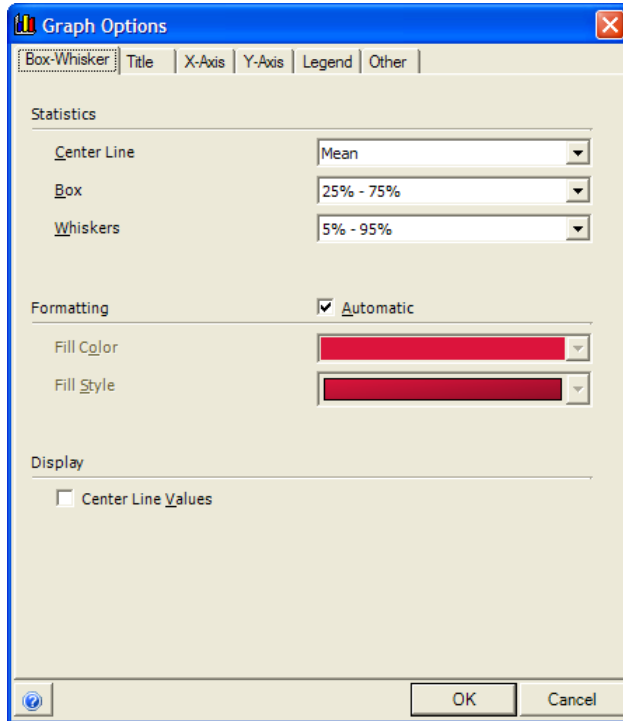 Graph Options
Box-Whisker Title X-Axis Y-Axis Legend Other
Statistics
Center Line Mean
Box 25% - 75%
Whiskers 5% - 95%
Formatting Automatic
Fill Color
Fill Style
Display
Center Line Values
? OK Cancel